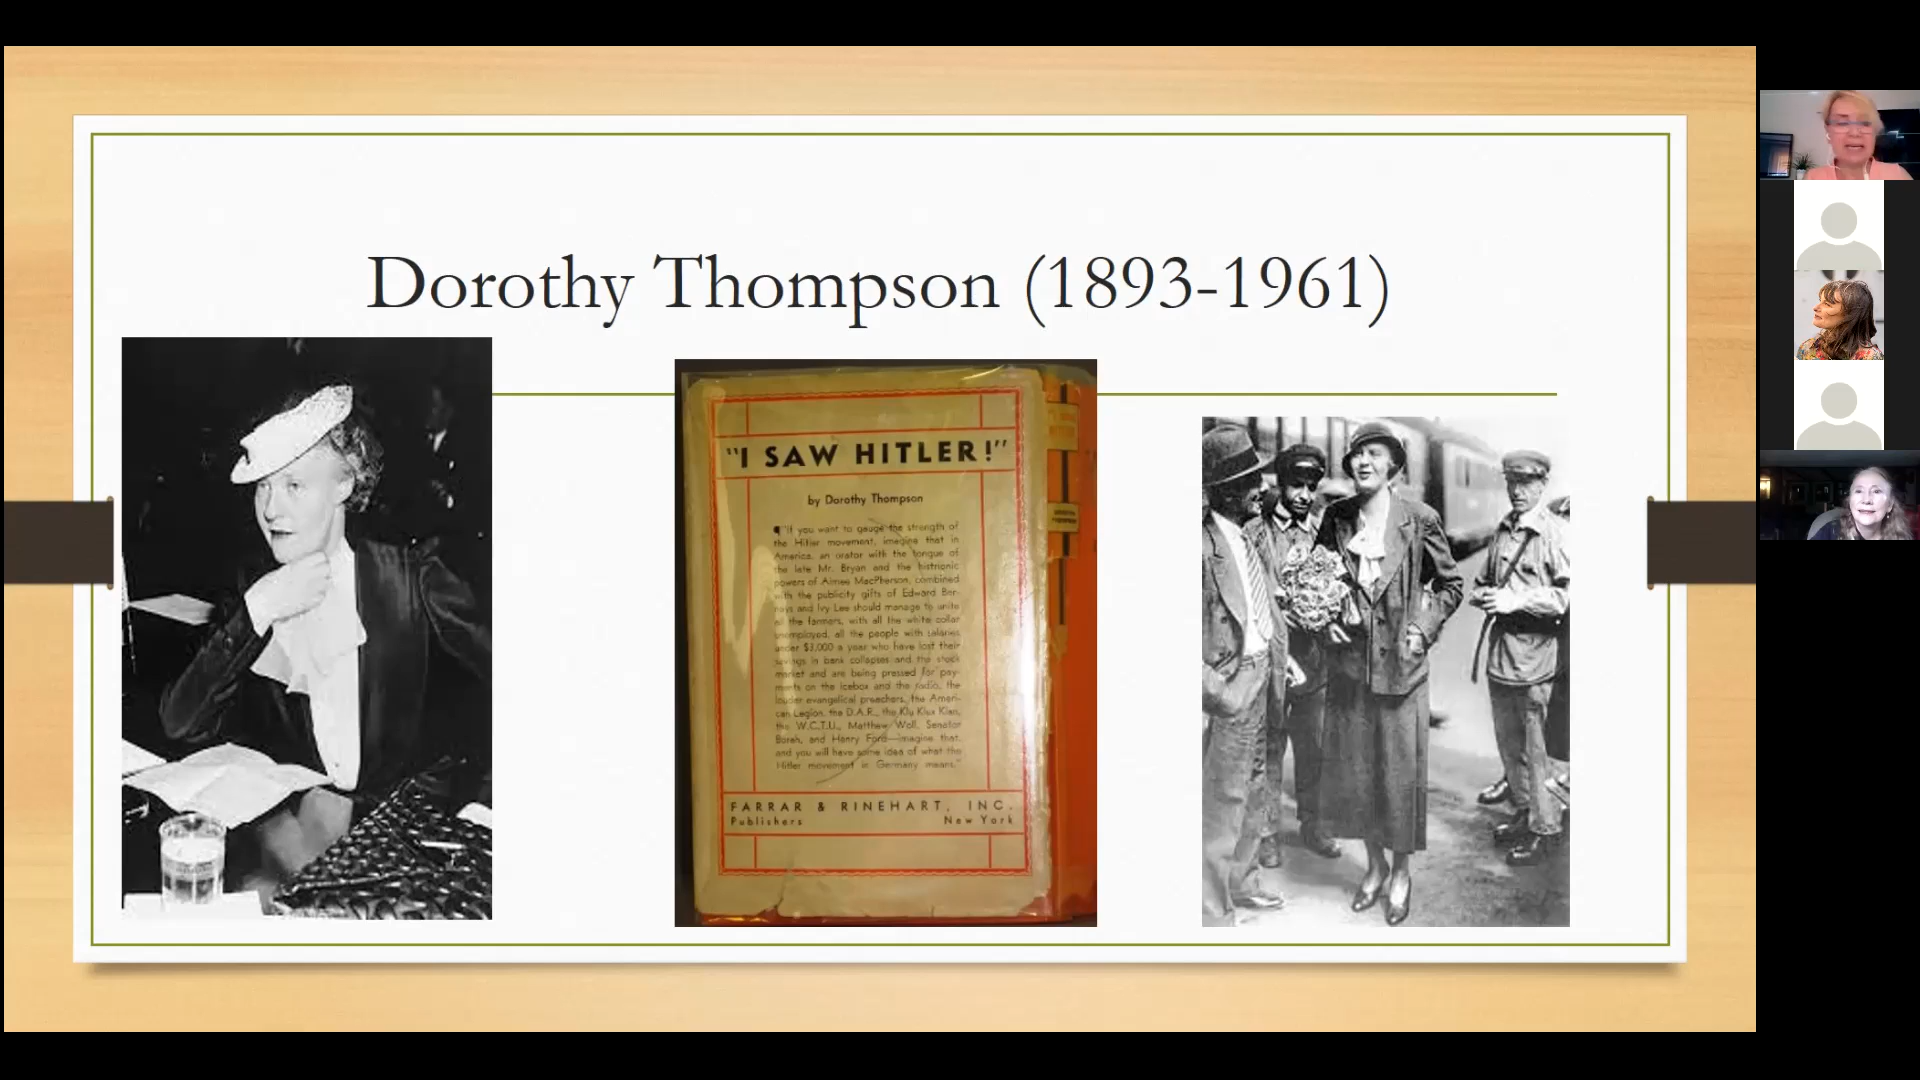 Dorothy Thompson (1893-1961)
"I SAW HITLER!"
by Dorothy Thompson
"If you want to gauge the strength of
the Hitler movement, imagine that in
America, an orator with the tongue of
the late Mr. Bryan and the histrionic
powers of Aimee MacPherson, combined
with the publicity gifts of Edward Ber-
nays and Ivy Lee should manage to unite
all the farmers, with all the white collar
unemployed, all the people with salaries
under $3,000 a year who have lost their
savings in bank collapses and the stock
market and are being pressed for pay-
ments on the icebox and the radio, the
louder evangelical preachers, the Ameri-
can Legion, the D.A.R., the Klu Klux Klan,
the W.C.T.U., Matthew Woll, Senator
Borah, and Henry Ford—imagine that,
and you will have some idea of what the
Hitler movement in Germany means."
FARRAR & RINEHART, INC.
Publishers New York